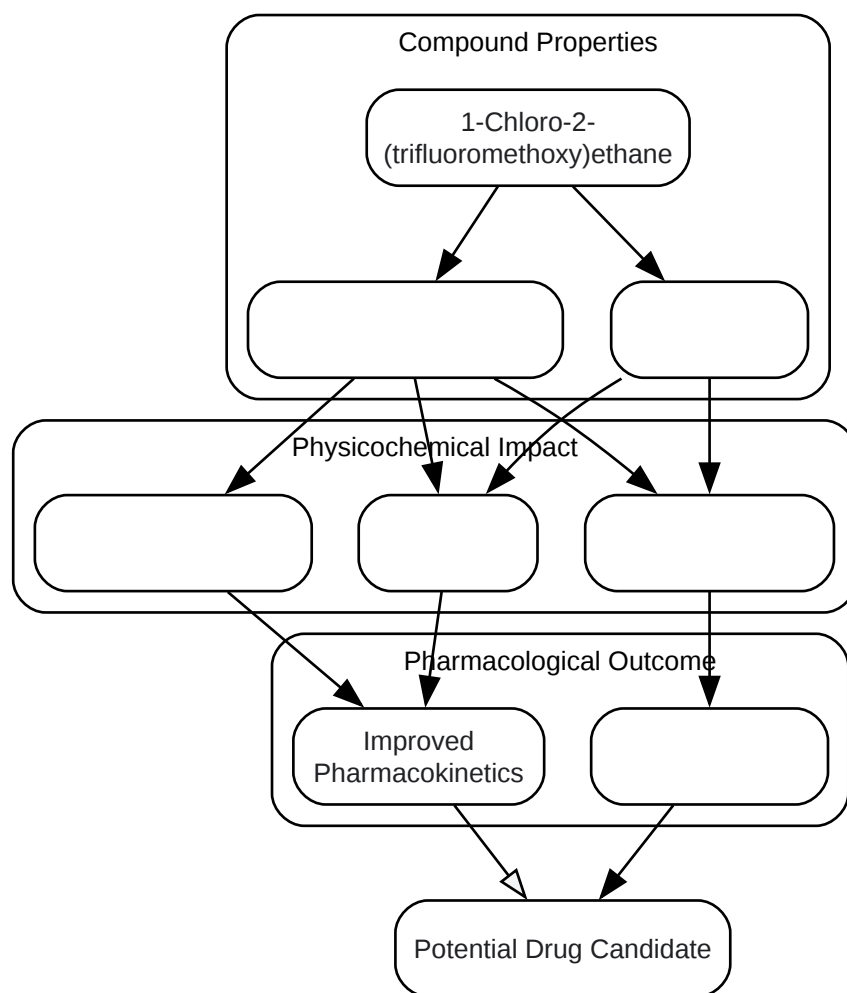 Compound Properties
1-Chloro-2-
(trifluoromethoxy)ethane
Physicochemical Impact
Pharmacological Outcome
Improved
Pharmacokinetics
Potential Drug Candidate